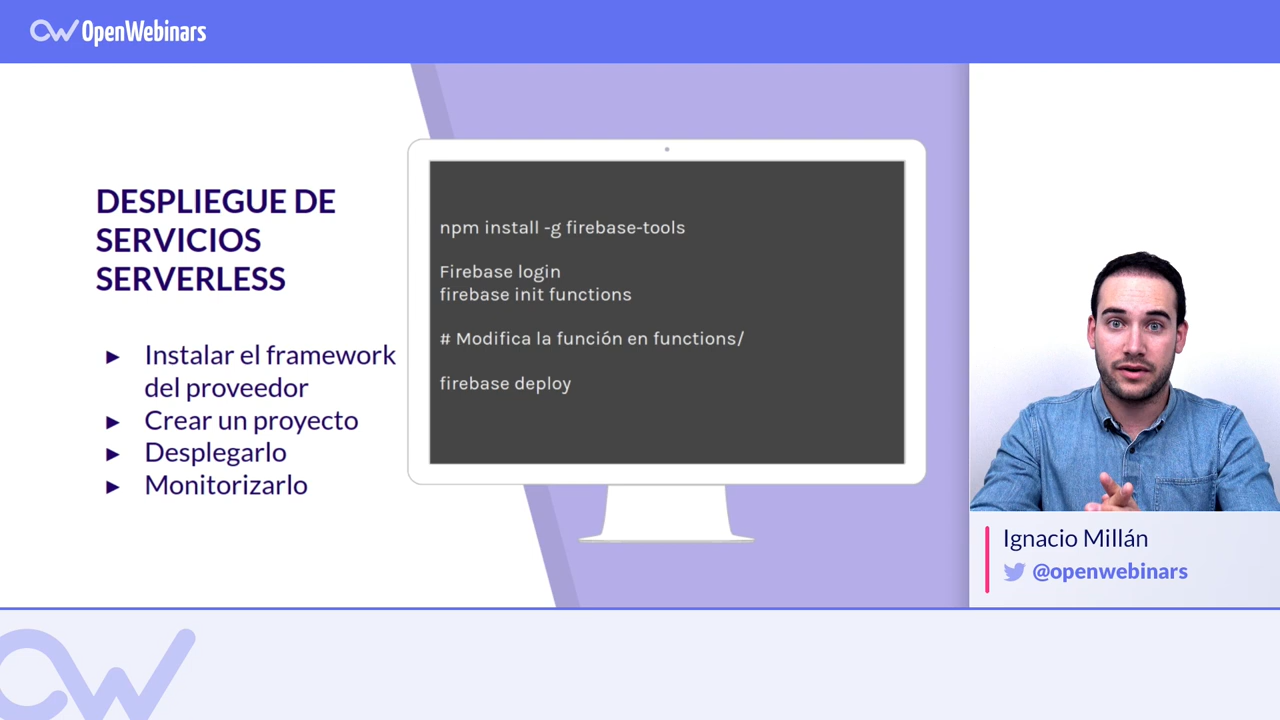 OpenWebinars
DESPLIEGUE DE
SERVICIOS
SERVERLESS
► Instalar el framework
del proveedor
► Crear un proyecto
► Desplegarlo
► Monitorizarlo
npm install -g firebase-tools
Firebase login
firebase init functions
# Modifica la función en functions/
firebase deploy
Ignacio Millán
@openwebinars